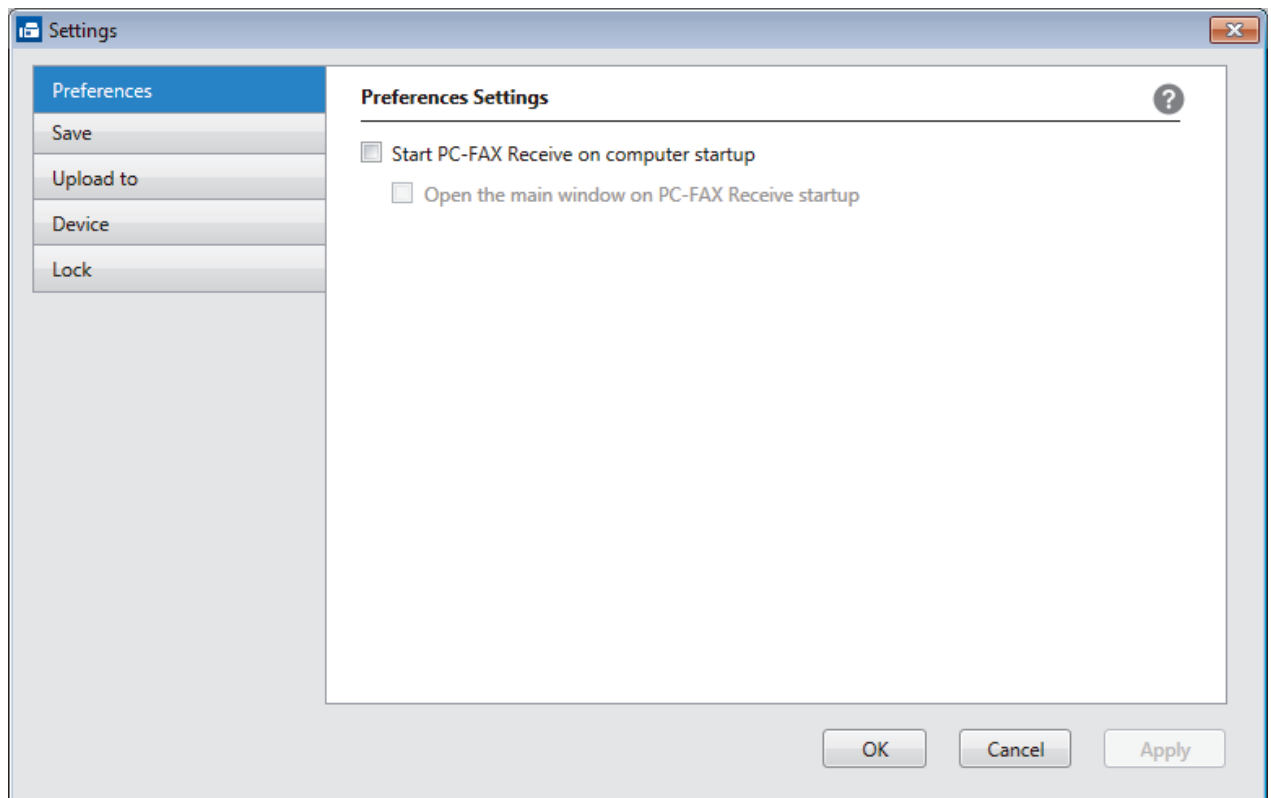 Settings
Preferences
Save
Upload to
Device
Lock
Preferences Settings
?
Start PC-FAX Receive on computer startup
Open the main window on PC-FAX Receive startup
OK
Cancel
Apply